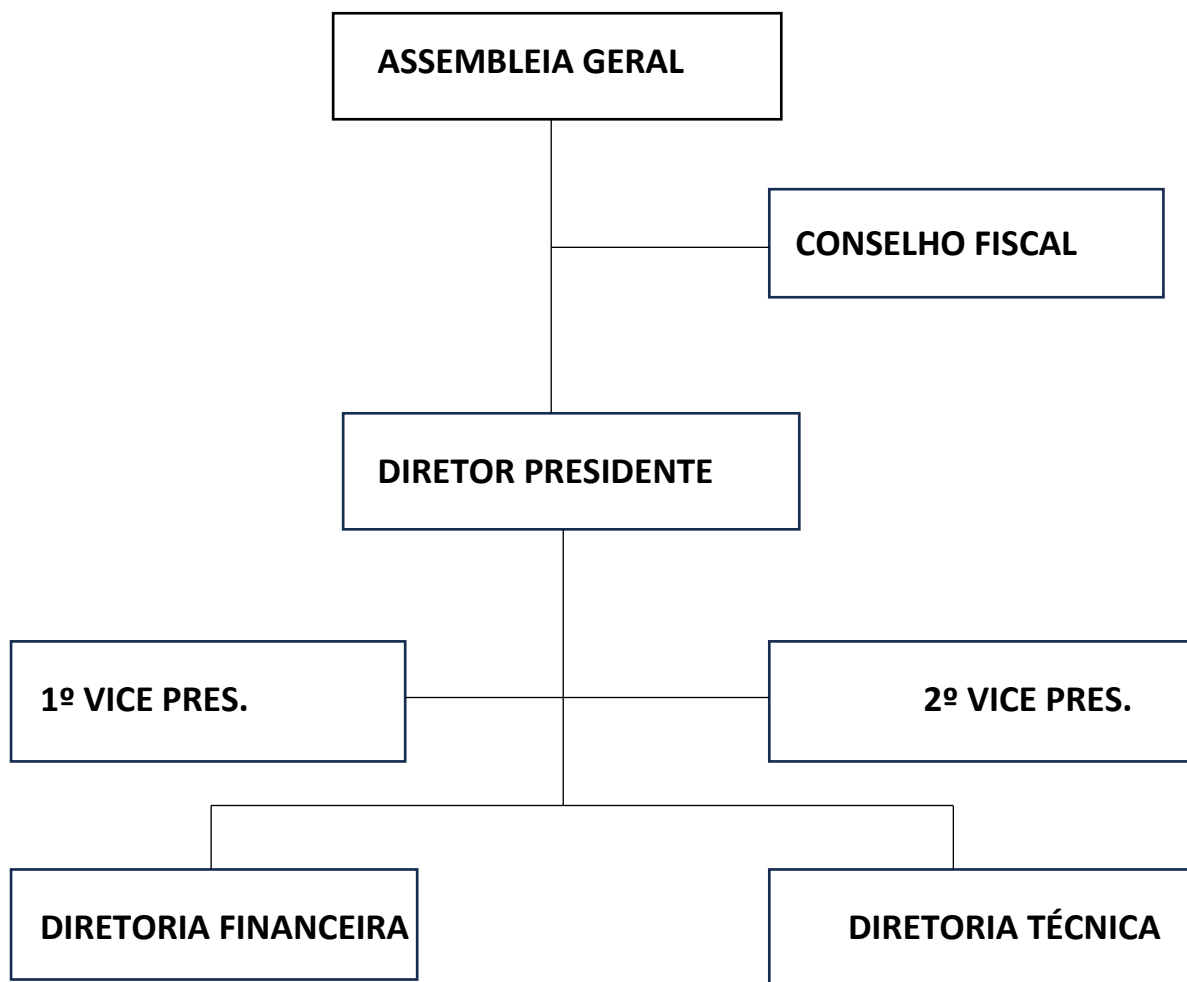 ASSEMBLEIA GERAL
CONSELHO FISCAL
DIRETOR PRESIDENTE
1º VICE PRES.
2º VICE PRES.
DIRETORIA FINANCEIRA
DIRETORIA TÉCNICA